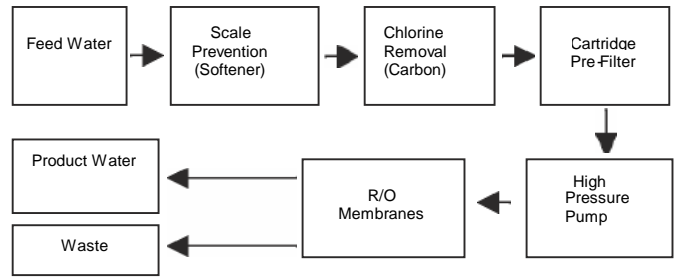 Feed Water
Scale
Prevention
(Softener)
Chlorine
Removal
(Carbon)
Cartridge
Pre-Filter
Product Water
Waste
R/O
Membranes
High
Pressure
Pump